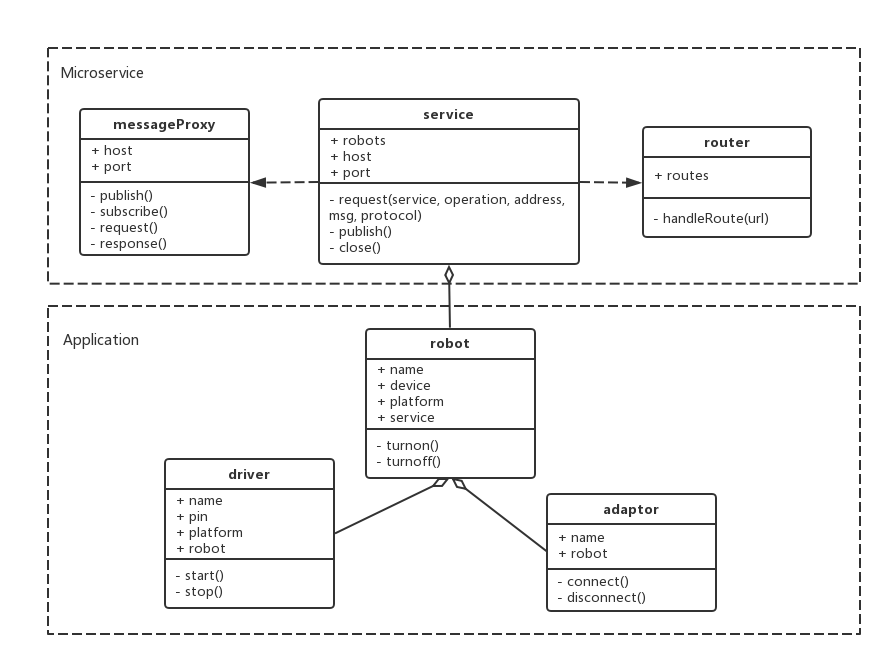 Microservice
messageProxy
+ host
+ port
- publish()
- subscribe()
- request()
- response()
service
+ robots
+ host
+ port
- request(service, operation, address,
msg, protocol)
- publish()
- close()
router
+ routes
- handleRoute(url)
Application
robot
+ name
+ device
+ platform
+ service
- turnon()
- turnoff()
driver
+ name
+ pin
+ platform
+ robot
- start()
- stop()
adaptor
+ name
+ robot
- connect()
- disconnect()